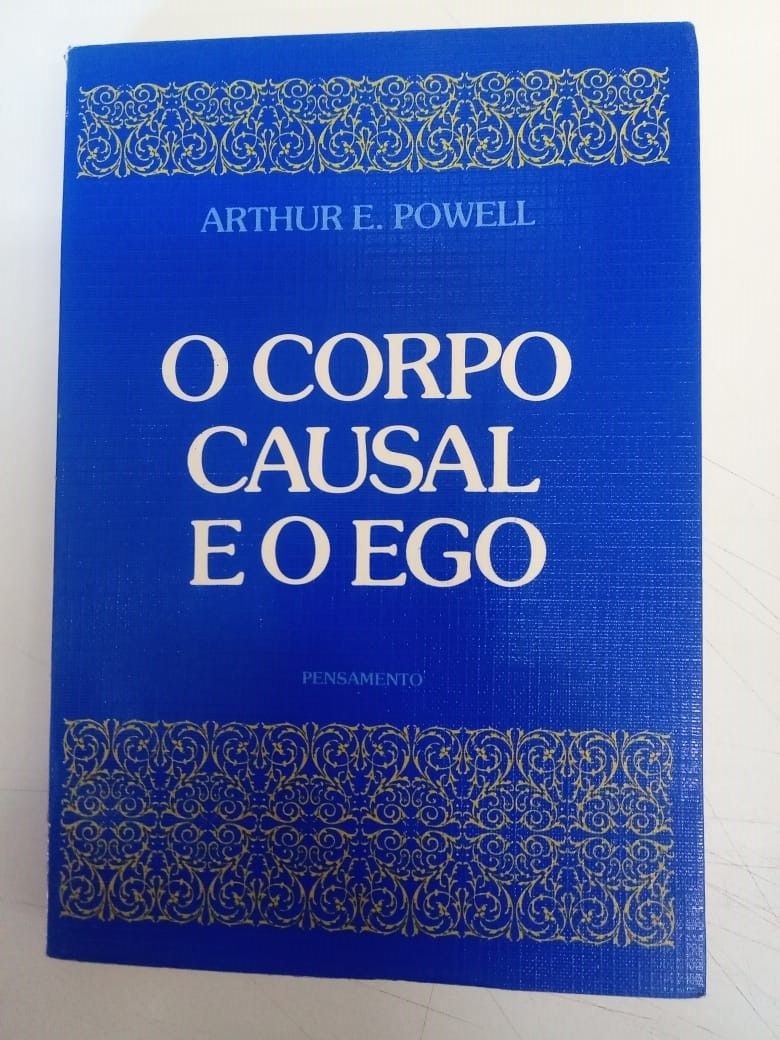 ARTHUR E. POWELL
O CORPO
CAUSAL
E O EGO
PENSAMENTO